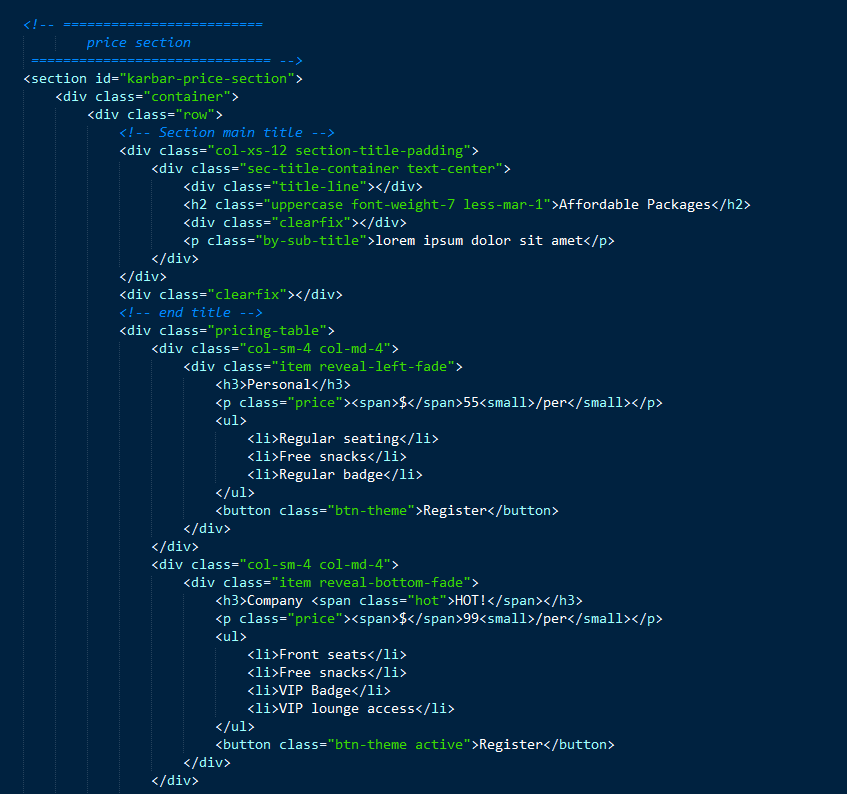 <!-- =========================
price section
============================== -->
<section id="karbar-price-section">
<div class="container">
<div class="row">
<!-- Section main title -->
<div class="col-xs-12 section-title-padding">
<div class="sec-title-container text-center">
<div class="title-line"></div>
<h2 class="uppercase font-weight-7 less-mar-1">Affordable Packages</h2>
<div class="clearfix"></div>
<p class="by-sub-title">lorem ipsum dolor sit amet</p>
</div>
</div>
<div class="clearfix"></div>
<!-- end title -->
<div class="pricing-table">
<div class="col-sm-4 col-md-4">
<div class="item reveal-left-fade">
<h3>Personal</h3>
<p class="price"><span>$</span>55<small>/per</small></p>
<ul>
<li>Regular seating</li>
<li>Free snacks</li>
<li>Regular badge</li>
</ul>
<button class="btn-theme">Register</button>
</div>
</div>
<div class="col-sm-4 col-md-4">
<div class="item reveal-bottom-fade">
<h3>Company <span class="hot">HOT!</span></h3>
<p class="price"><span>$</span>99<small>/per</small></p>
<ul>
<li>Front seats</li>
<li>Free snacks</li>
<li>VIP Badge</li>
<li>VIP lounge access</li>
</ul>
<button class="btn-theme active">Register</button>
</div>
</div>